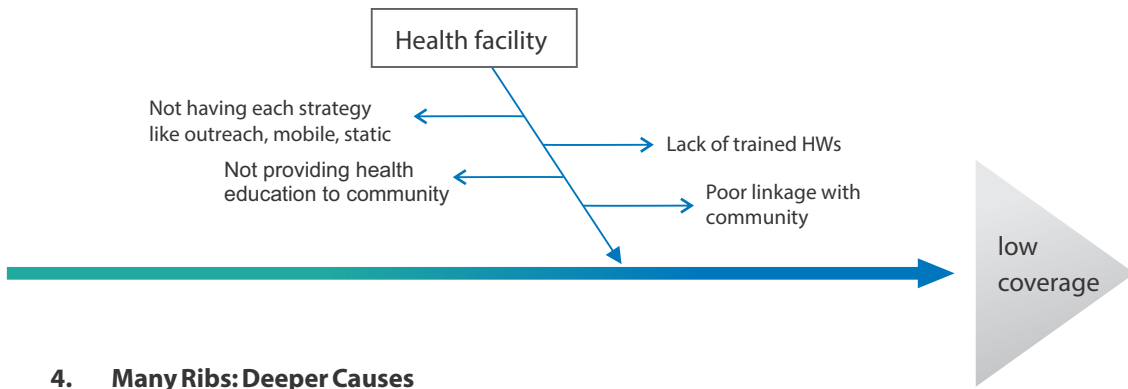 Health facility
Not having each strategy
like outreach, mobile, static
Lack of trained HWs
Not providing health
education to community
Poor linkage with
community
low
coverage
4. Many Ribs: Deeper Causes